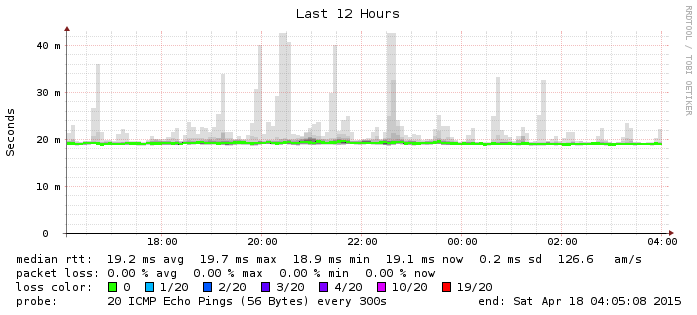 Last 12 Hours
RRDTOOL / TOBI OETIKER
Seconds
40 m
30 m
20 m
10 m
0
18:00 20:00 22:00 00:00 02:00 04:00
median rtt: 19.2 ms avg 19.7 ms max 18.9 ms min 19.1 ms now 0.2 ms sd 126.6 am/s
packet loss: 0.00 % avg 0.00 % max 0.00 % min 0.00 % now
loss color: 0 1/20 2/20 3/20 4/20 10/20 19/20
probe: 20 ICMP Echo Pings (56 Bytes) every 300s end: Sat Apr 18 04:05:08 2015